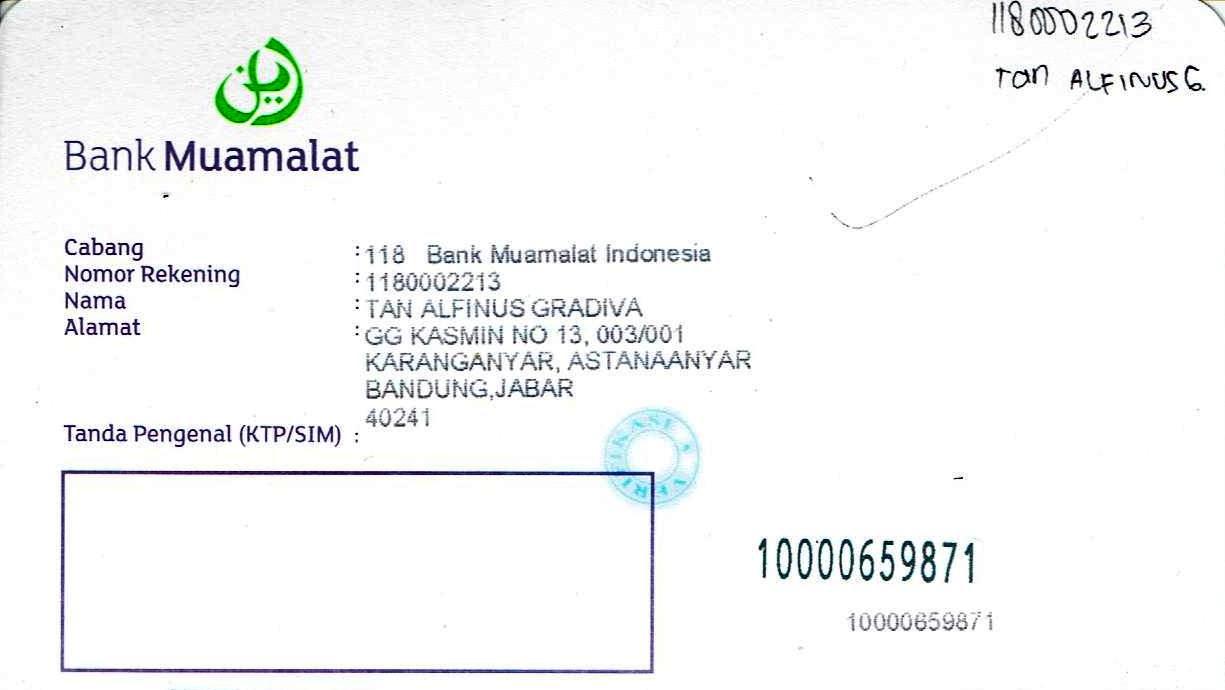 1180002213
Tan ALFINUS G.
Bank Muamalat
Cabang : 118 Bank Muamalat Indonesia
Nomor Rekening : 1180002213
Nama : TAN ALFINUS GRADIVA
Alamat : GG KASMIN NO 13, 003/001
KARANGANYAR, ASTANAANYAR
BANDUNG,JABAR
40241
Tanda Pengenal (KTP/SIM) :
VERIFIKASI
10000659871
10000659871